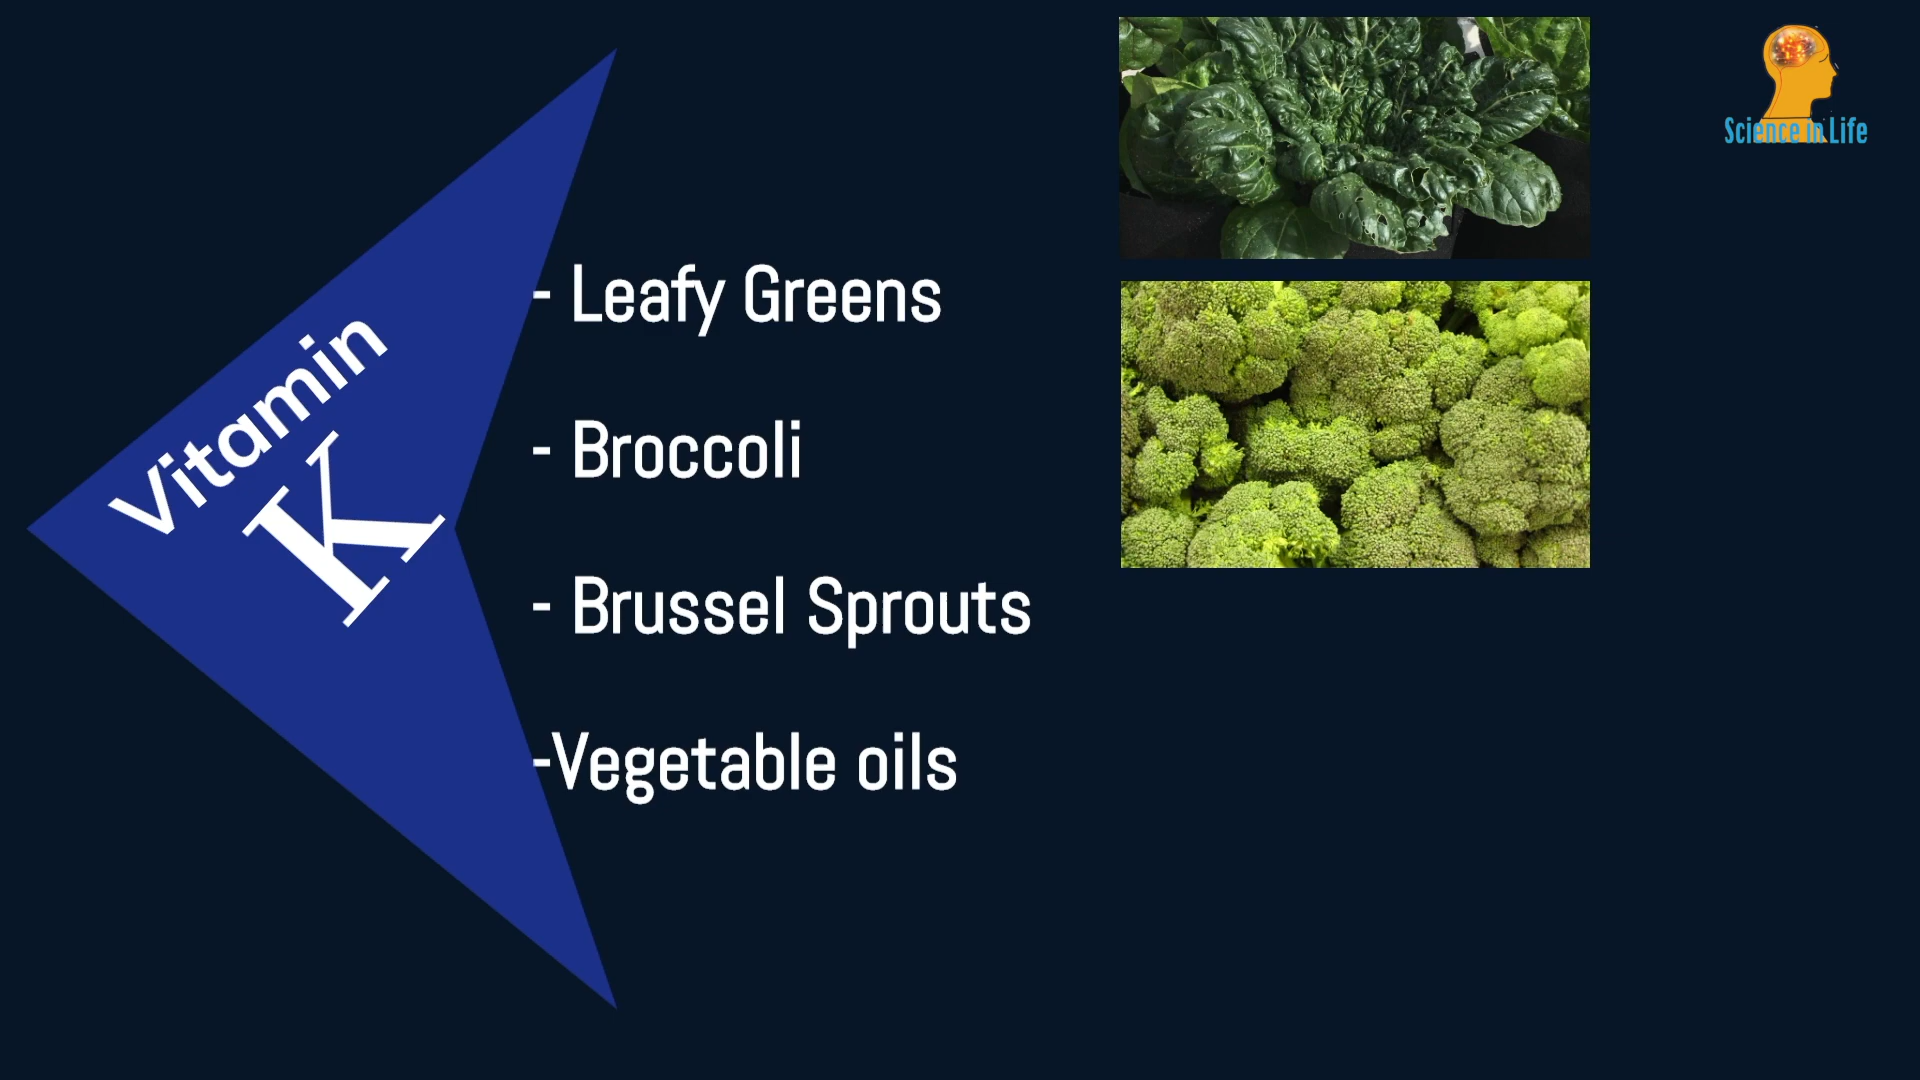 Vitamin
K
- Leafy Greens
- Broccoli
- Brussel Sprouts
-Vegetable oils
Science in Life